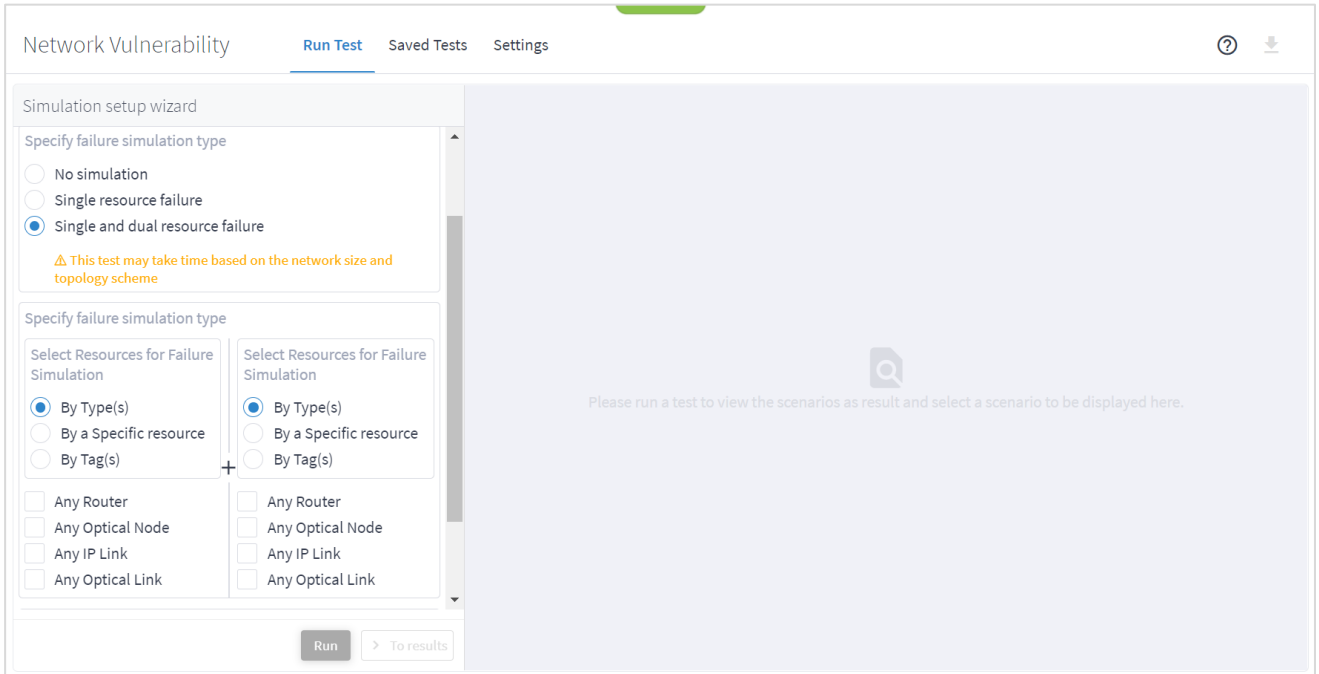 Network Vulnerability Run Test Saved Tests Settings
Simulation setup wizard
Specify failure simulation type
No simulation
Single resource failure
Single and dual resource failure
⚠ This test may take time based on the network size and
topology scheme
Specify failure simulation type
Select Resources for Failure
Simulation
By Type(s)
By a Specific resource
By Tag(s)
Any Router
Any Optical Node
Any IP Link
Any Optical Link
+
Select Resources for Failure
Simulation
By Type(s)
By a Specific resource
By Tag(s)
Any Router
Any Optical Node
Any IP Link
Any Optical Link
Run > To results
Please run a test to view the scenarios as result and select a scenario to be displayed here.